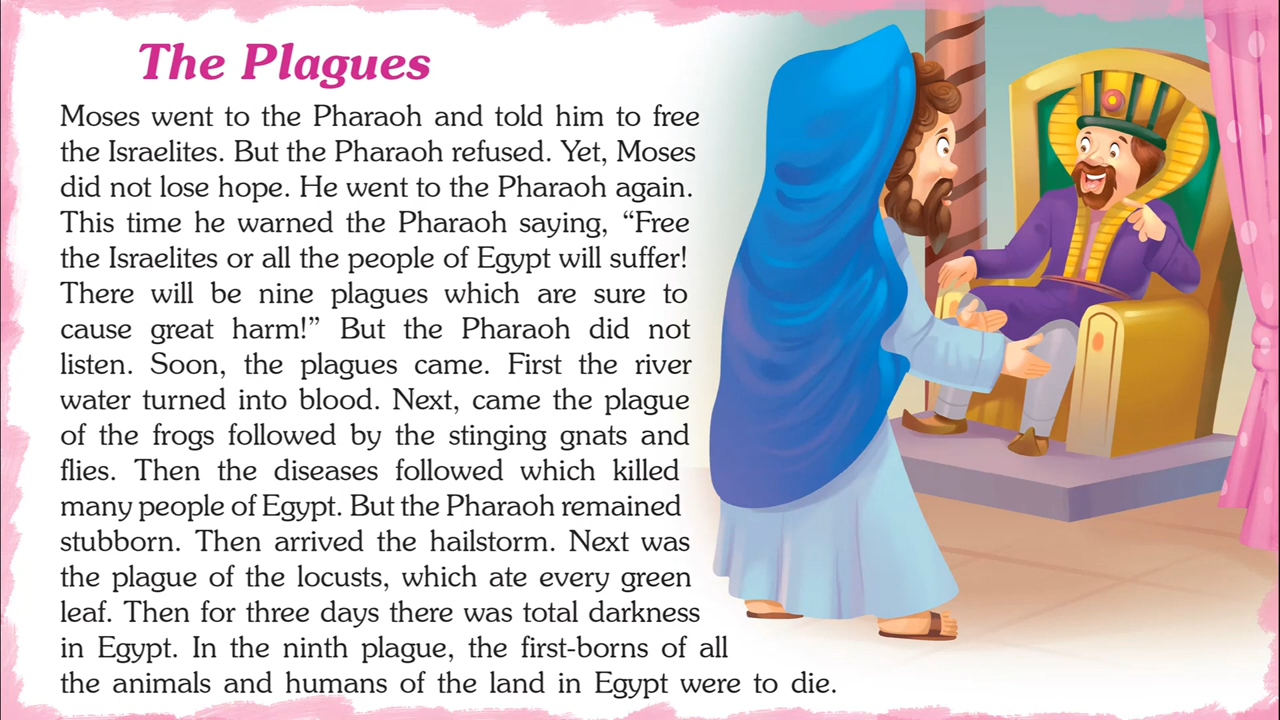 The Plagues
Moses went to the Pharaoh and told him to free
the Israelites. But the Pharaoh refused. Yet, Moses
did not lose hope. He went to the Pharaoh again.
This time he warned the Pharaoh saying, “Free
the Israelites or all the people of Egypt will suffer!
There will be nine plagues which are sure to
cause great harm!” But the Pharaoh did not
listen. Soon, the plagues came. First the river
water turned into blood. Next, came the plague
of the frogs followed by the stinging gnats and
flies. Then the diseases followed which killed
many people of Egypt. But the Pharaoh remained
stubborn. Then arrived the hailstorm. Next was
the plague of the locusts, which ate every green
leaf. Then for three days there was total darkness
in Egypt. In the ninth plague, the first-borns of all
the animals and humans of the land in Egypt were to die.